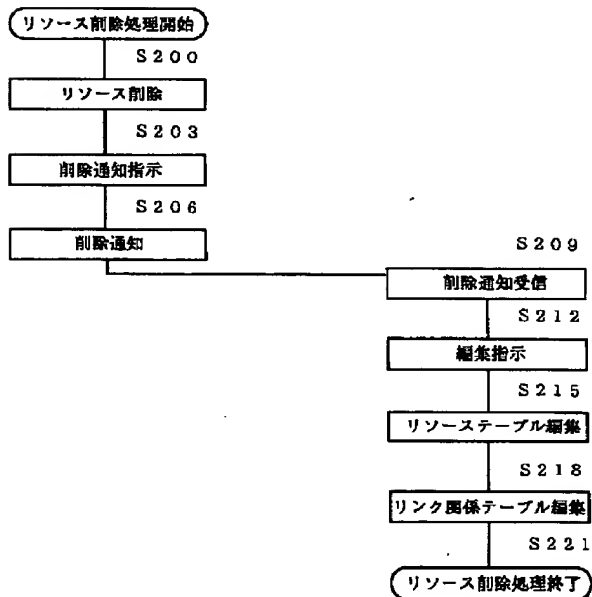 リソース削除処理開始
S200
リソース削除
S203
削除通知指示
S206
削除通知
S209
削除通知受信
S212
編集指示
S215
リソーステーブル編集
S218
リンク関係テーブル編集
S221
リソース削除処理終了